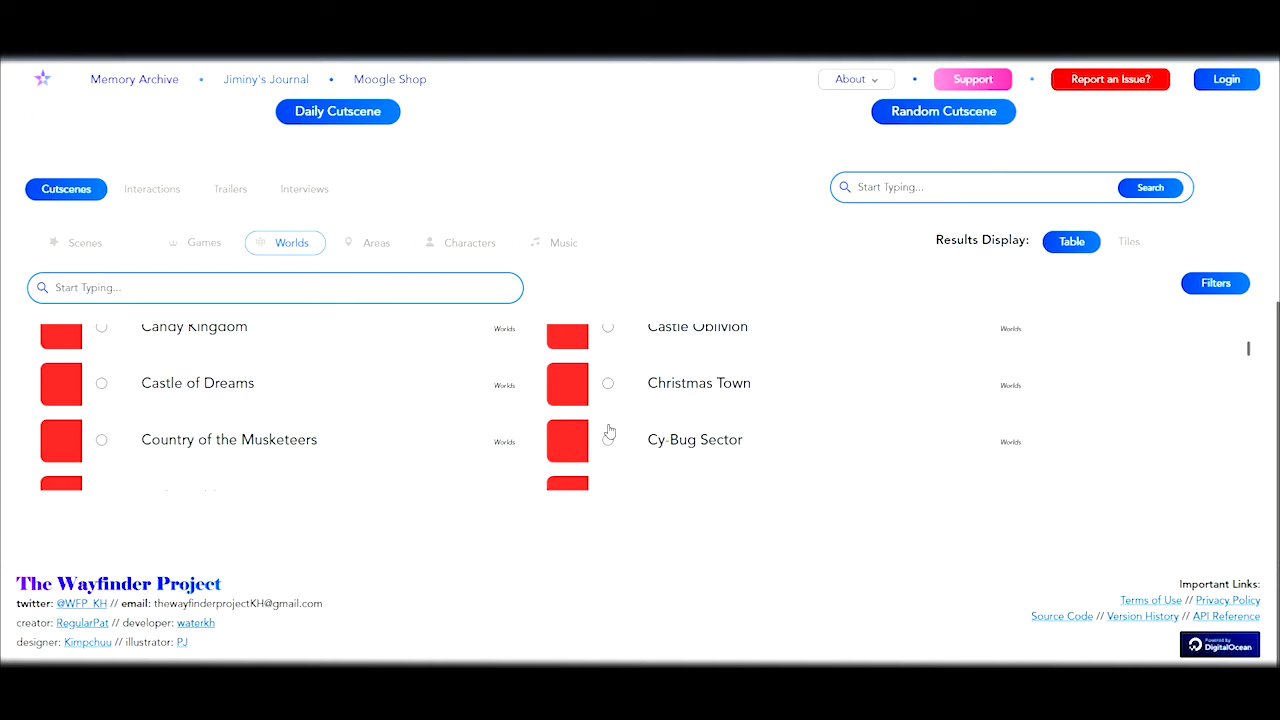 Memory Archive • Jiminy's Journal • Moogle Shop About • Support • Report an Issue? Login
Daily Cutscene Random Cutscene
Cutscenes Interactions Trailers Interviews Start Typing... Search
Scenes Games Worlds Areas Characters Music Results Display: Table Tiles
Start Typing... Filters
Candy Kingdom Worlds Castle Oblivion Worlds
Castle of Dreams Worlds Christmas Town Worlds
Country of the Musketeers Worlds Cy-Bug Sector Worlds
The Wayfinder Project Important Links:
twitter: @WFP_KH // email: thewayfinderprojectKH@gmail.com Terms of Use // Privacy Policy
creator: RegularPat // developer: waterkh Source Code // Version History // API Reference
designer: Kimpchuu // illustrator: PJ Powered by
DigitalOcean